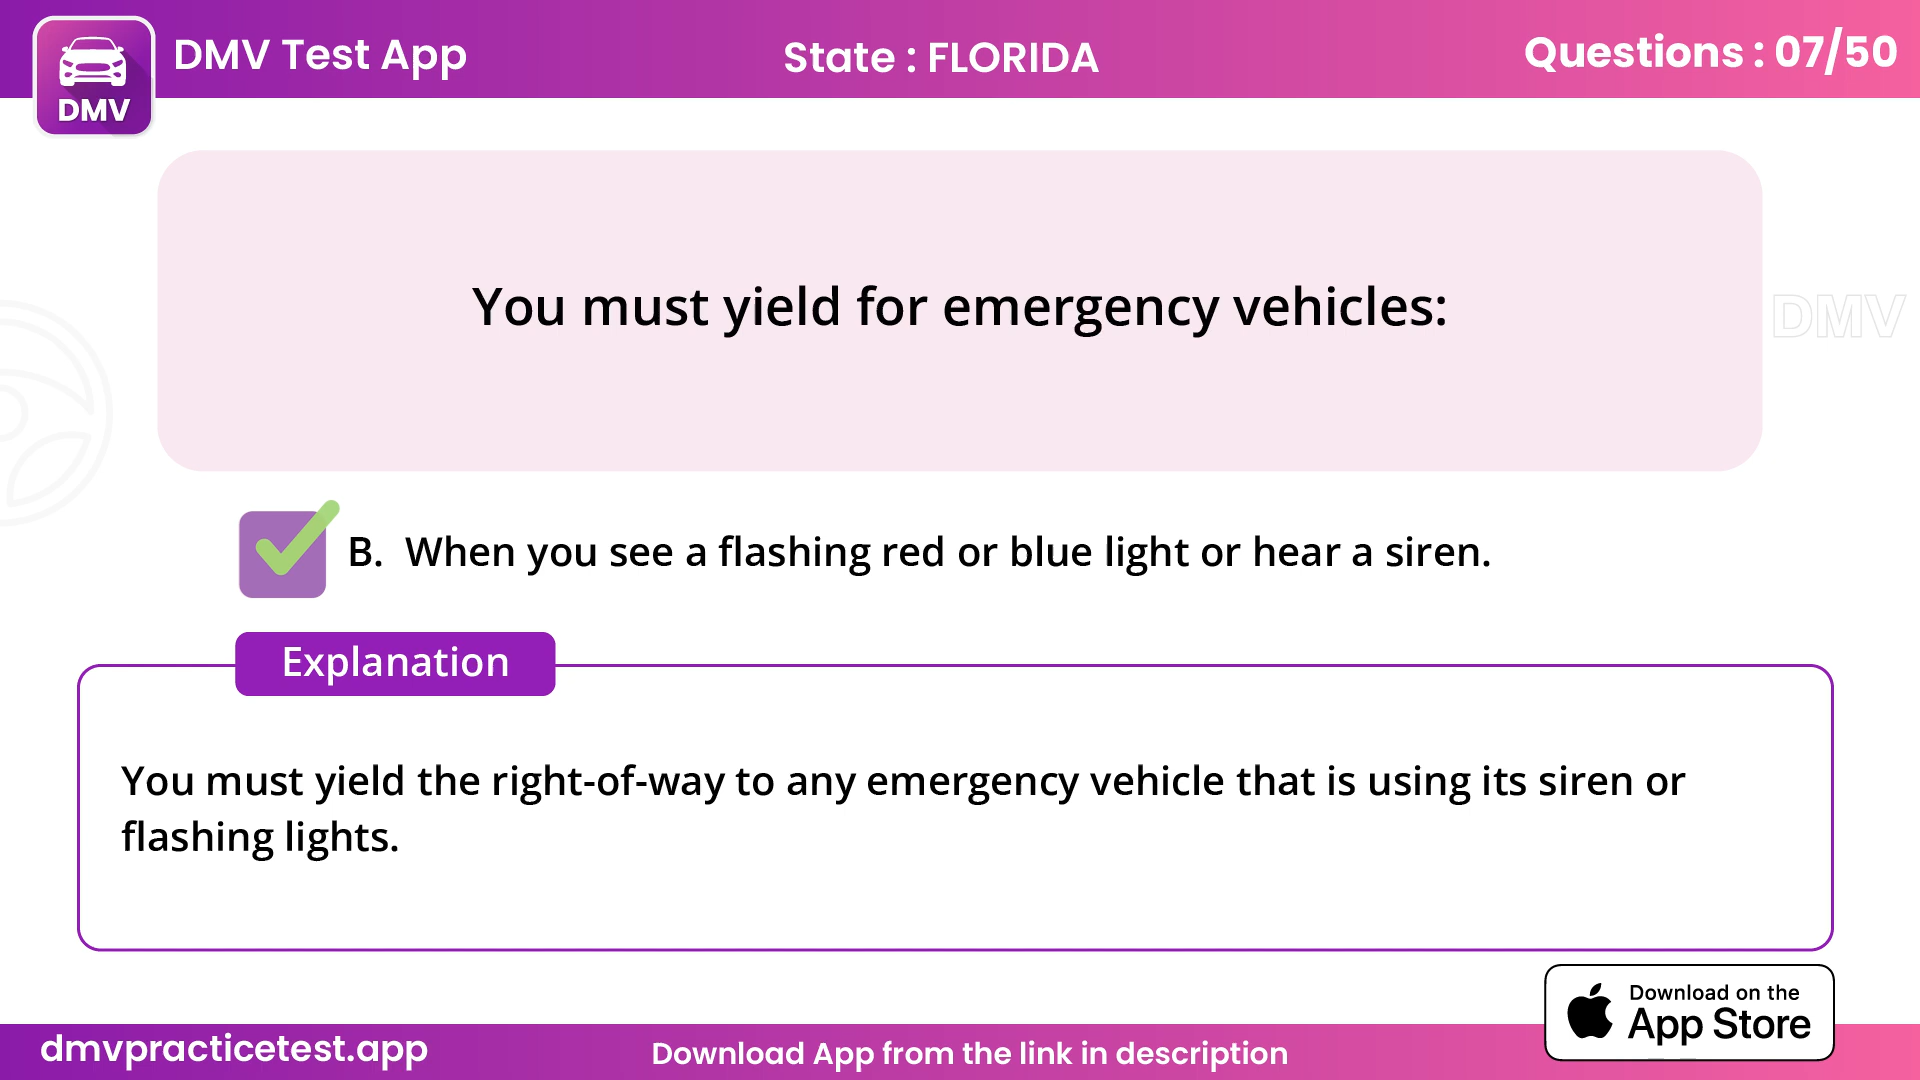 DMV
DMV Test App
State : FLORIDA
Questions : 07/50
You must yield for emergency vehicles:
DMV
B. When you see a flashing red or blue light or hear a siren.
Explanation
You must yield the right-of-way to any emergency vehicle that is using its siren or
flashing lights.
Download on the
App Store
dmvpracticetest.app
Download App from the link in description